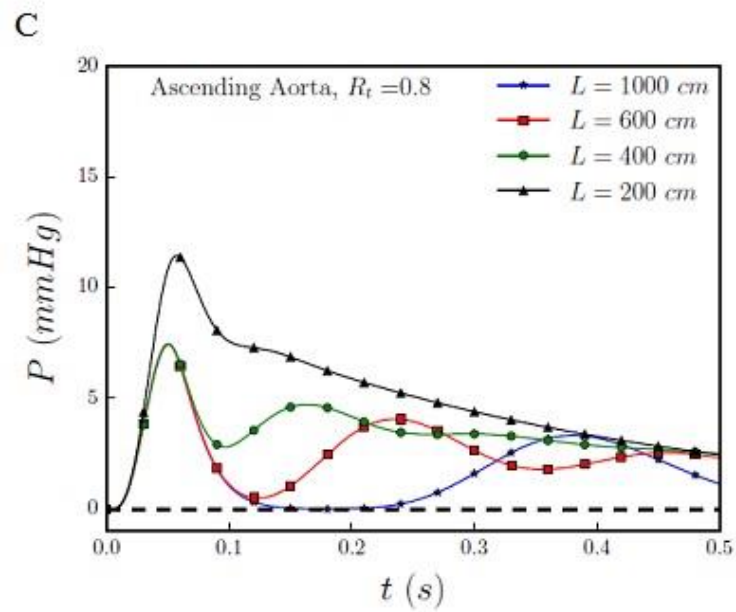 C
Ascending Aorta, $R_t$ =0.8
L = 1000 cm
L = 600 cm
L = 400 cm
L = 200 cm
P (mmHg)
20
15
10
5
0
0.0 0.1 0.2 0.3 0.4 0.5
t (s)